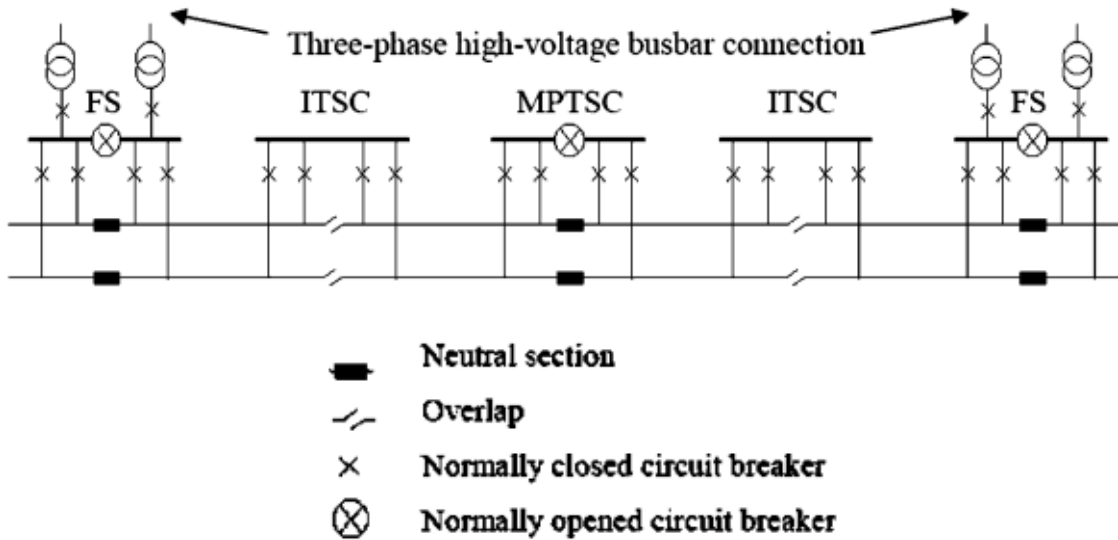 Three-phase high-voltage busbar connection
FS ITSC MPTSC ITSC FS
Neutral section
Overlap
Normally closed circuit breaker
Normally opened circuit breaker